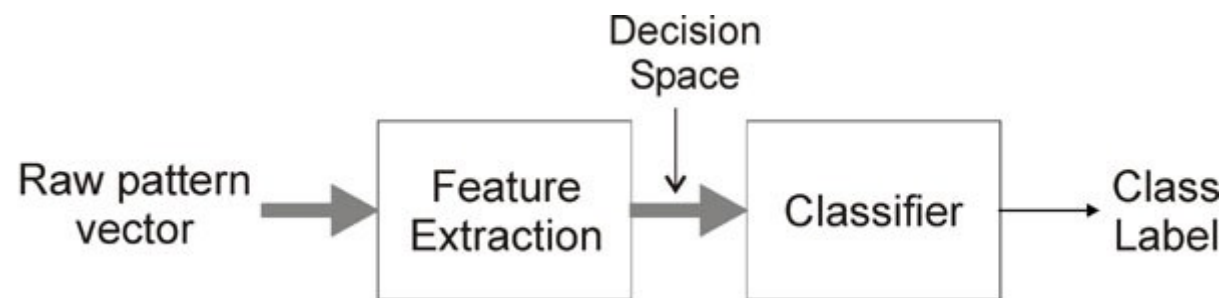 Decision
Space
Raw pattern
vector
Feature
Extraction
Classifier
Class
Label